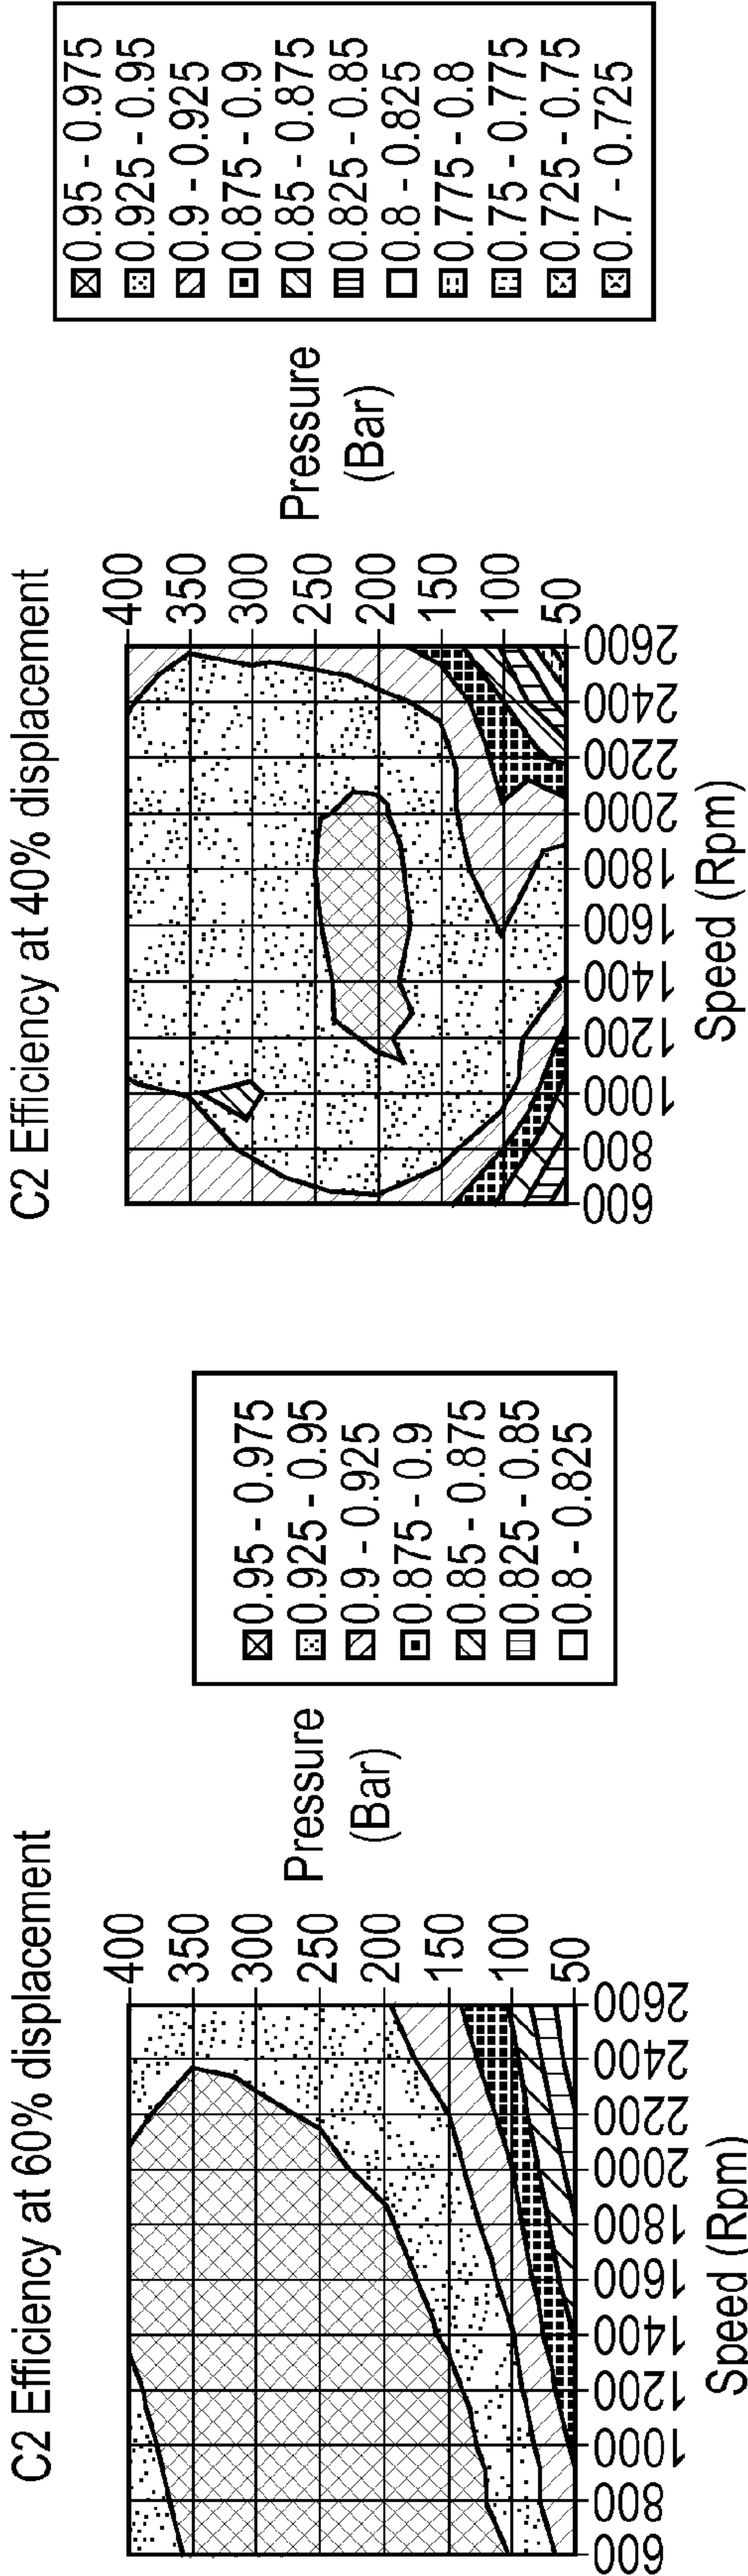 C2 Efficiency at 60% displacement
400
350
300
250
200
150
100
50
Pressure
(Bar)
600
800
1000
1200
1400
1600
1800
2000
2200
2400
2600
Speed (Rpm)
0.95 - 0.975
0.925 - 0.95
0.9 - 0.925
0.875 - 0.9
0.85 - 0.875
0.825 - 0.85
0.8 - 0.825
C2 Efficiency at 40% displacement
400
350
300
250
200
150
100
50
Pressure
(Bar)
600
800
1000
1200
1400
1600
1800
2000
2200
2400
2600
Speed (Rpm)
0.95 - 0.975
0.925 - 0.95
0.9 - 0.925
0.875 - 0.9
0.85 - 0.875
0.825 - 0.85
0.8 - 0.825
0.775 - 0.8
0.75 - 0.775
0.725 - 0.75
0.7 - 0.725